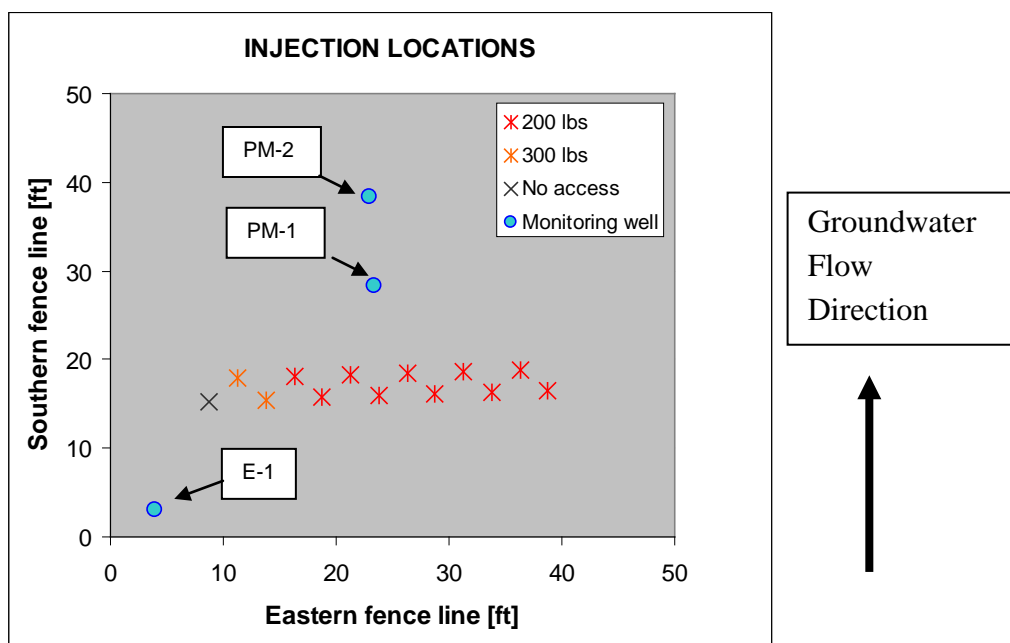 INJECTION LOCATIONS
50
40
30
20
10
0
Southern fence line [ft]
200 lbs
300 lbs
No access
Monitoring well
PM-2
PM-1
E-1
0 10 20 30 40 50
Eastern fence line [ft]
Groundwater
Flow
Direction